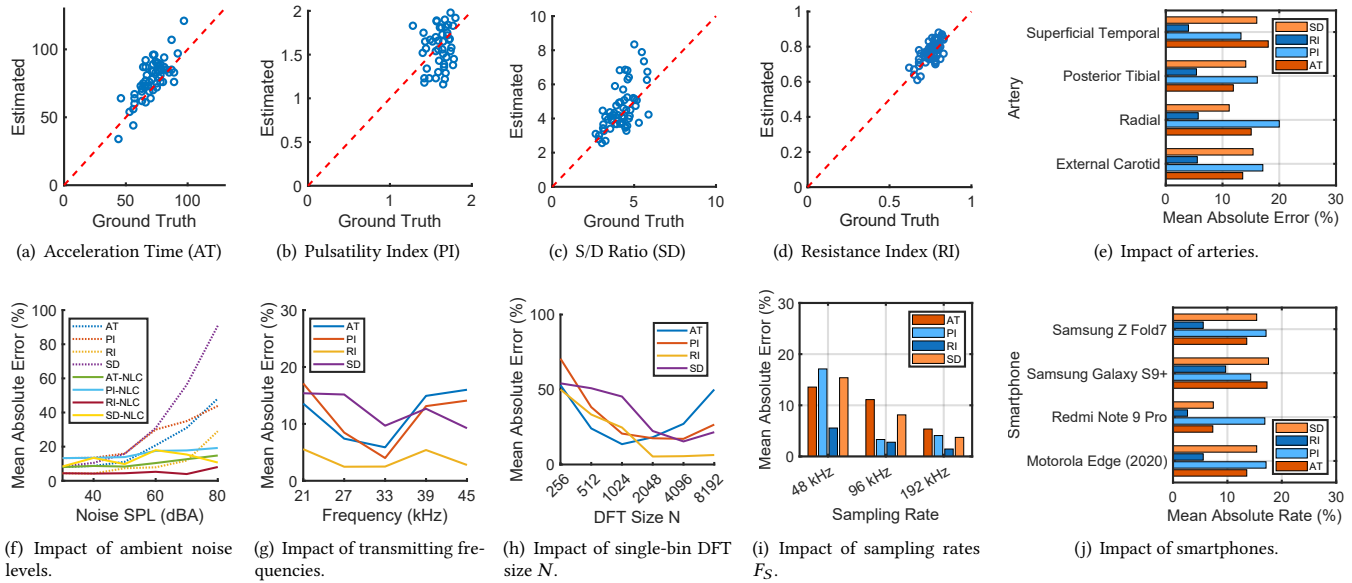 Estimated
100
50
0
0
50
100
Ground Truth
(a) Acceleration Time (AT)
Estimated
2
1.5
1
0.5
0
0
1
2
Ground Truth
(b) Pulsatility Index (PI)
Estimated
10
8
6
4
2
0
0
5
10
Ground Truth
(c) S/D Ratio (SD)
Estimated
1
0.8
0.6
0.4
0.2
0
0
0.5
1
Ground Truth
(d) Resistance Index (RI)
Artery
Superficial Temporal
Posterior Tibial
Radial
External Carotid
SD
RI
PI
AT
0
10
20
30
Mean Absolute Error (%)
(e) Impact of arteries.
Mean Absolute Error (%)
100
80
60
40
20
0
AT
PI
RI
SD
AT-NLC
PI-NLC
RI-NLC
SD-NLC
40
60
80
Noise SPL (dBA)
(f) Impact of ambient noise
levels.
Mean Absolute Error (%)
30
20
10
0
AT
PI
RI
SD
21
27
33
39
45
Frequency (kHz)
(g) Impact of transmitting fre-
quencies.
Mean Absolute Error (%)
100
50
0
AT
PI
RI
SD
256
512
1024
2048
4096
8192
DFT Size N
(h) Impact of single-bin DFT
size N.
Mean Absolute Error (%)
30
20
10
0
AT
PI
RI
SD
48 kHz
96 kHz
192 kHz
Sampling Rate
(i) Impact of sampling rates
FS.
Smartphone
Samsung Z Fold7
Samsung Galaxy S9+
Redmi Note 9 Pro
Motorola Edge (2020)
SD
RI
PI
AT
0
10
20
30
Mean Absolute Rate (%)
(j) Impact of smartphones.